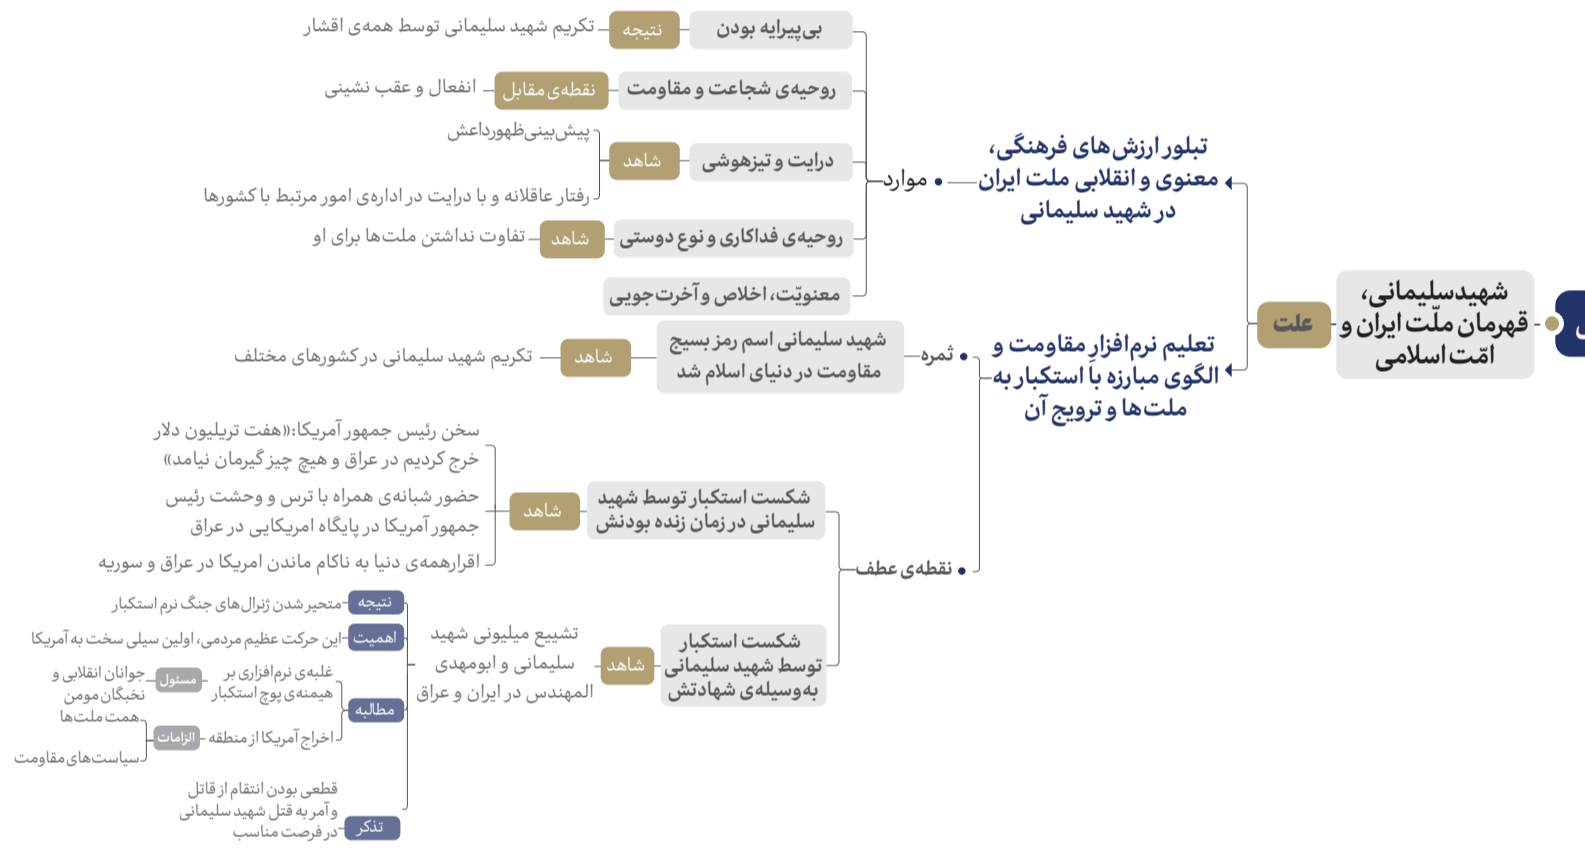 شهیدسلیمانی،
قهرمان ملّت ایران و
امّت اسلامی
علت
تبلور ارزش‌های فرهنگی،
معنوی و انقلابی ملت ایران
در شهید سلیمانی
موارد
بی‌پیرایه بودن
نتیجه
تکریم شهید سلیمانی توسط همه‌ی اقشار
روحیه‌ی شجاعت و مقاومت
نقطه‌ی مقابل
انفعال و عقب نشینی
درایت و تیزهوشی
شاهد
پیش‌بینی‌ظهورداعش
رفتار عاقلانه و با درایت در اداره‌ی امور مرتبط با کشورها
روحیه‌ی فداکاری و نوع دوستی
شاهد
تفاوت نداشتن ملت‌ها برای او
معنویّت، اخلاص و آخرت‌جویی
تعلیم نرم‌افزارِ مقاومت و
الگوی مبارزه با استکبار به
ملت‌ها و ترویج آن
ثمره
شهید سلیمانی اسم رمز بسیج
مقاومت در دنیای اسلام شد
شاهد
تکریم شهید سلیمانی در کشورهای مختلف
نقطه‌ی عطف
شکست استکبار توسط شهید
سلیمانی در زمان زنده بودنش
شاهد
سخن رئیس جمهور آمریکا:«هفت تریلیون دلار
خرج کردیم در عراق و هیچ چیز گیرمان نیامد»
حضور شبانه‌ی همراه با ترس و وحشت رئیس
جمهور آمریکا در پایگاه امریکایی در عراق
اقرارهمه‌ی دنیا به ناکام ماندن امریکا در عراق و سوریه
شکست استکبار
توسط شهید سلیمانی
به‌وسیله‌ی شهادتش
شاهد
تشییع میلیونی شهید
سلیمانی و ابومهدی
المهندس در ایران و عراق
نتیجه
متحیر شدن ژنرال‌های جنگ نرم استکبار
اهمیت
این حرکت عظیم مردمی، اولین سیلی سخت به آمریکا
مطالبه
غلبه‌ی نرم‌افزاری بر
هیمنه‌ی پوچ استکبار
مسئول
جوانان انقلابی و
نخبگان مومن
اخراج آمریکا از منطقه
الزامات
همت ملت‌ها
سیاست‌های مقاومت
تذکر
قطعی بودن انتقام از قاتل
و آمر به قتل شهید سلیمانی
در فرصت مناسب